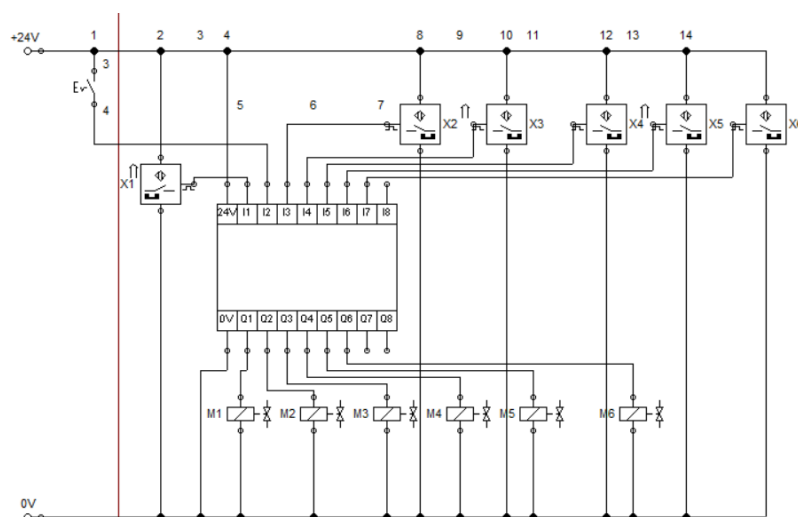 1 2 3 4 8 9 10 11 12 13 14
+24V
3
4 5 6 7
X1 X2 X3 X4 X5
24V I1 I2 I3 I4 I5 I6 I7 I8
0V Q1 Q2 Q3 Q4 Q5 Q6 Q7 Q8
M1 M2 M3 M4 M5 M6
0V